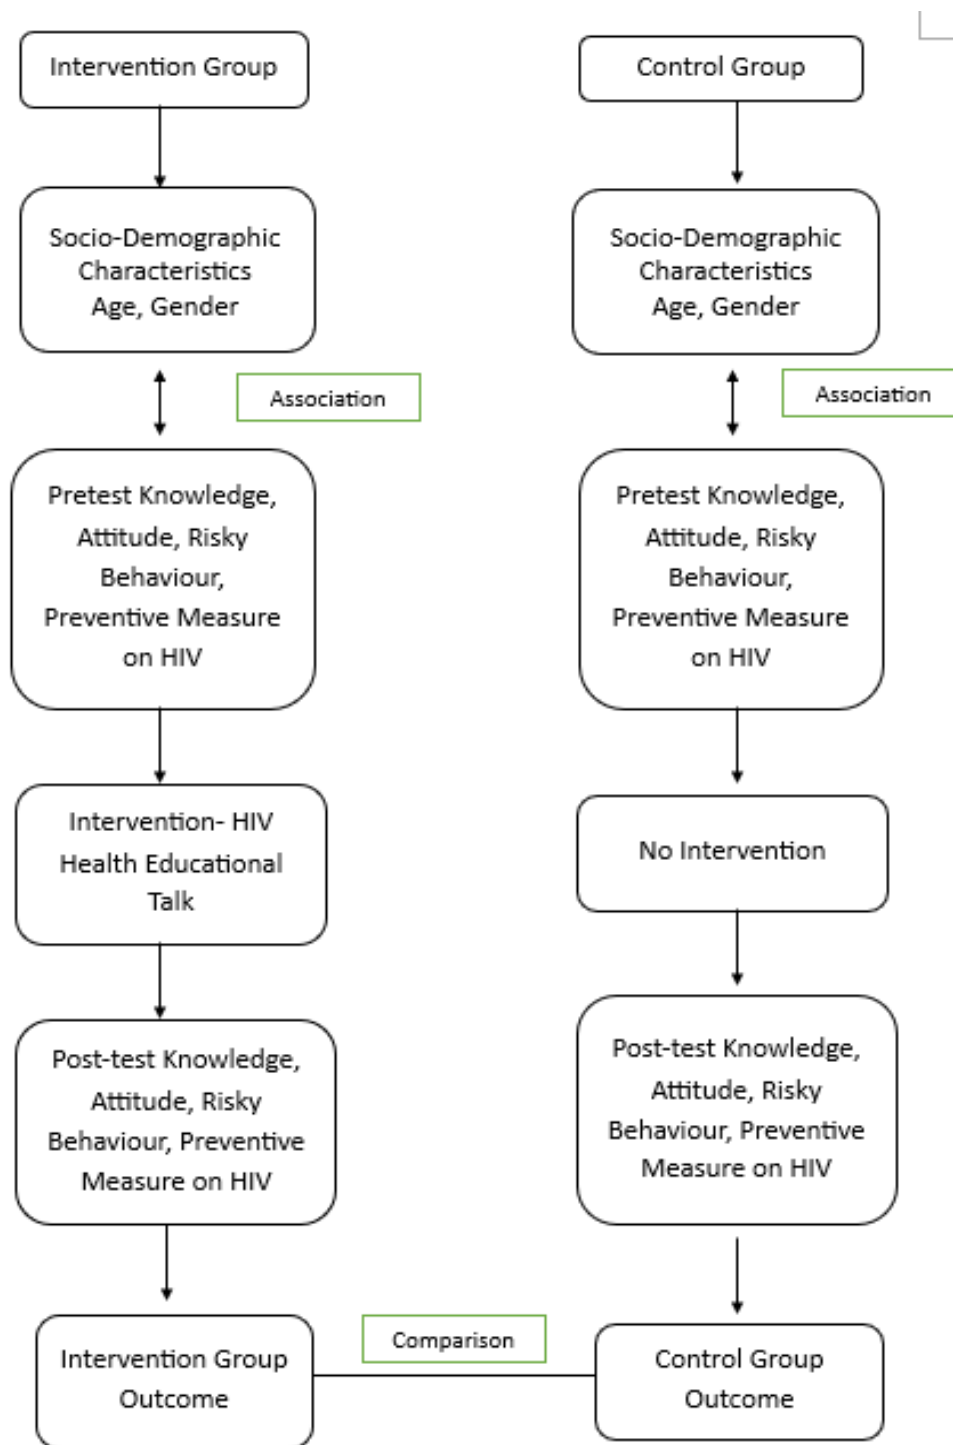 Intervention Group
Control Group
Socio-Demographic
Characteristics
Age, Gender
Socio-Demographic
Characteristics
Age, Gender
Association
Association
Pretest Knowledge,
Attitude, Risky
Behaviour,
Preventive Measure
on HIV
Pretest Knowledge,
Attitude, Risky
Behaviour,
Preventive Measure
on HIV
Intervention- HIV
Health Educational
Talk
No Intervention
Post-test Knowledge,
Attitude, Risky
Behaviour, Preventive
Measure on HIV
Post-test Knowledge,
Attitude, Risky
Behaviour, Preventive
Measure on HIV
Intervention Group
Outcome
Comparison
Control Group
Outcome